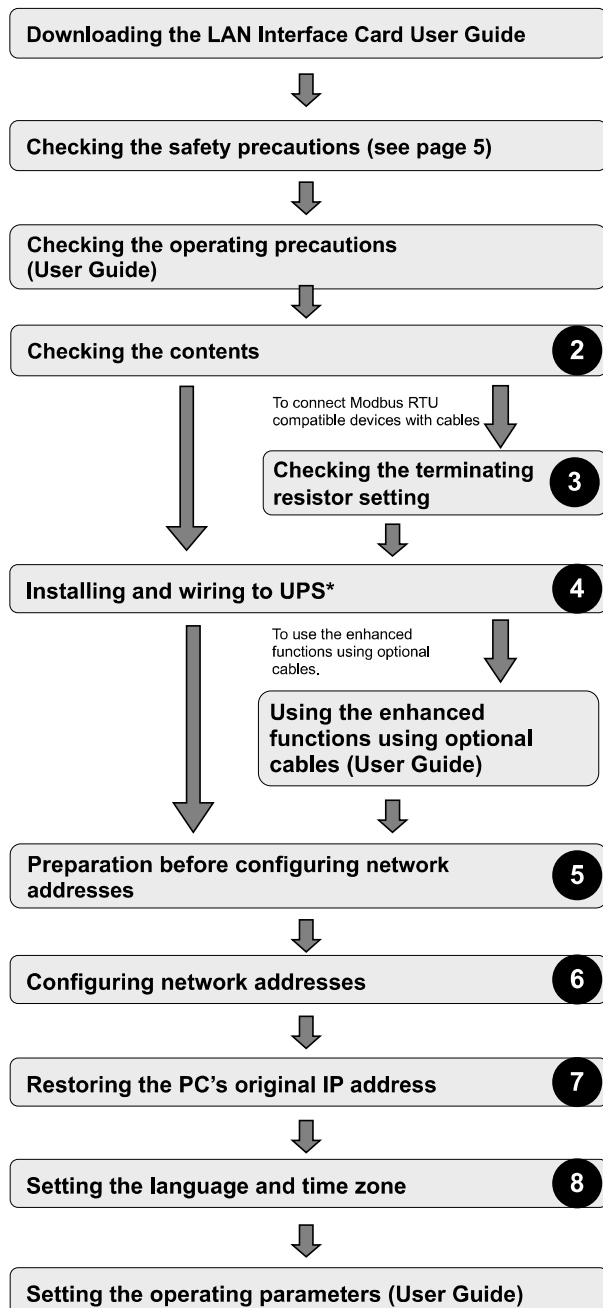 Downloading the LAN Interface Card User Guide
Checking the safety precautions (see page 5)
Checking the operating precautions
(User Guide)
Checking the contents
2
To connect Modbus RTU
compatible devices with cables
Checking the terminating
resistor setting
3
Installing and wiring to UPS*
4
To use the enhanced
functions using optional
cables.
Using the enhanced
functions using optional
cables (User Guide)
Preparation before configuring network
addresses
5
Configuring network addresses
6
Restoring the PC’s original IP address
7
Setting the language and time zone
8
Setting the operating parameters (User Guide)